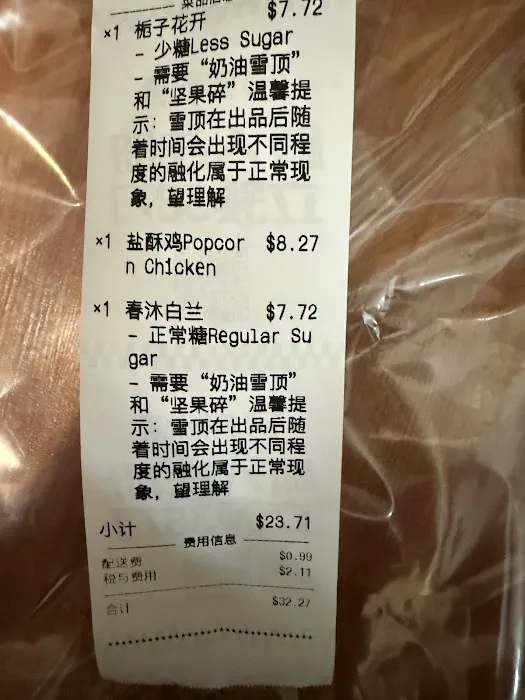 菜品信息
×1 栀子花开 $7.72
- 少糖Less Sugar
- 需要“奶油雪顶”
和“坚果碎”温馨提
示：雪顶在出品后随
着时间会出现不同程
度的融化属于正常现
象，望理解
×1 盐酥鸡Popcor $8.27
n Chicken
×1 春沐白兰 $7.72
- 正常糖Regular Su
gar
- 需要“奶油雪顶”
和“坚果碎”温馨提
示：雪顶在出品后随
着时间会出现不同程
度的融化属于正常现
象，望理解
小计 $23.71
费用信息
配送费 $0.99
税与费用 $2.11
合计 $32.27